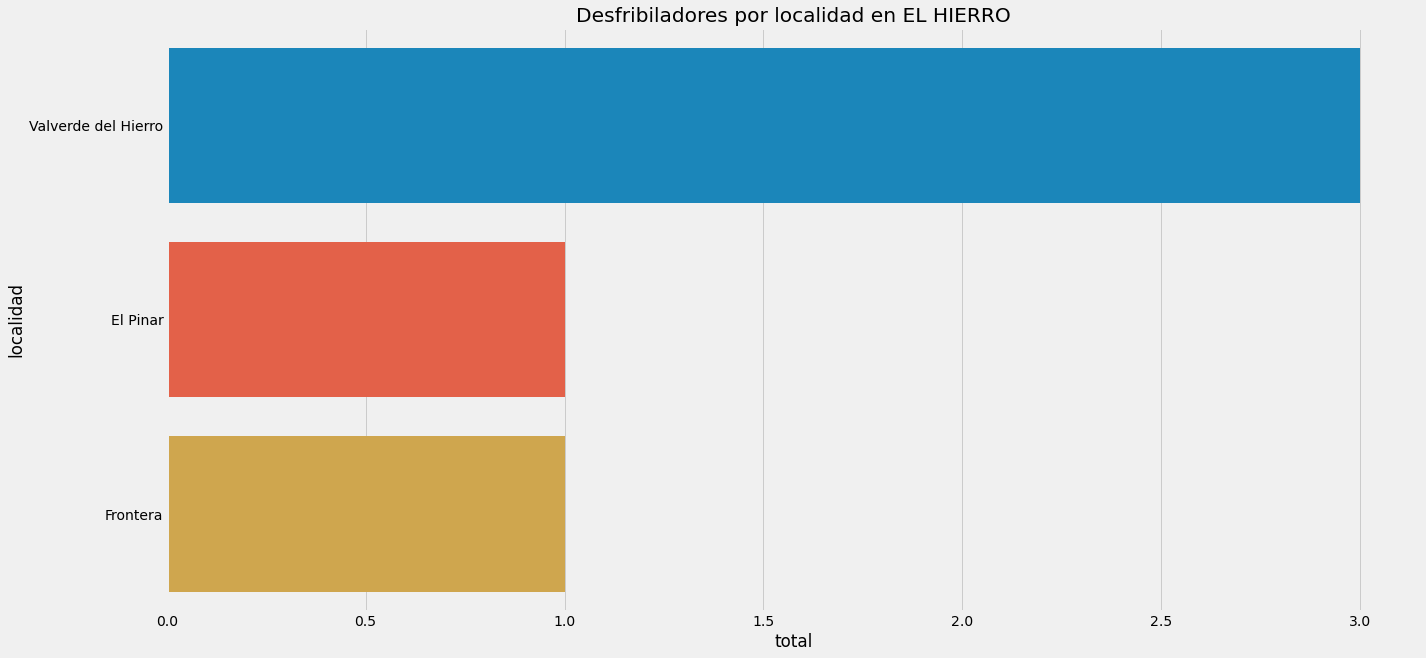 Desfribiladores por localidad en EL HIERRO
localidad
Valverde del Hierro
El Pinar
Frontera
0.0 0.5 1.0 1.5 2.0 2.5 3.0
total